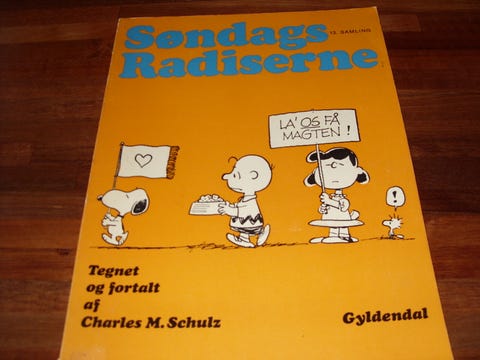 Søndags
13. SAMLING
Radiserne
LA' OS FÅ
MAGTEN!
!
Tegnet
og fortalt
af
Charles M. Schulz
Gyldendal